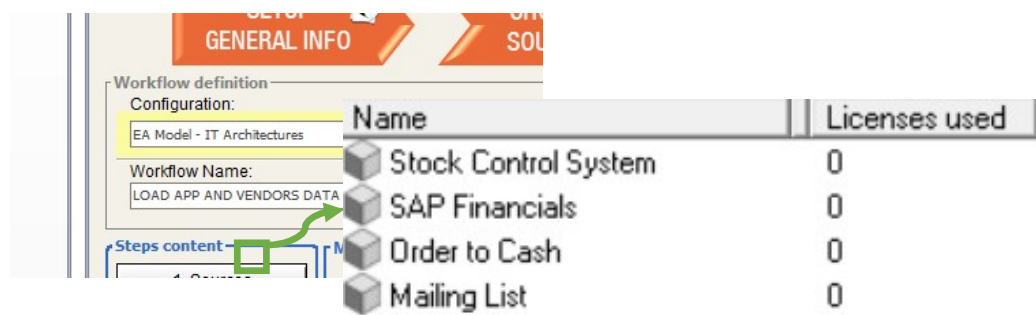 GENERAL INFO
Workflow definition
Configuration:
EA Model - IT Architectures
Workflow Name:
LOAD APP AND VENDORS DATA
Steps content
Name Licenses used
Stock Control System 0
SAP Financials 0
Order to Cash 0
Mailing List 0